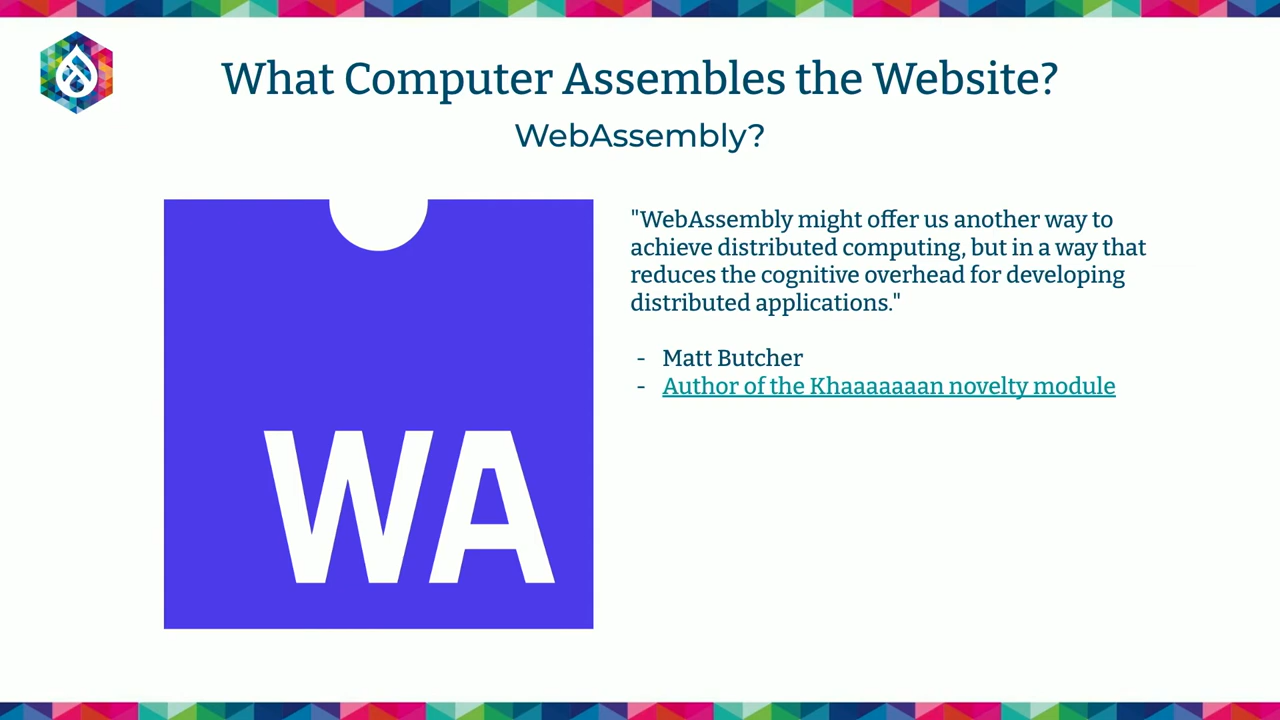 What Computer Assembles the Website?
WebAssembly?
"WebAssembly might offer us another way to
achieve distributed computing, but in a way that
reduces the cognitive overhead for developing
distributed applications."
- Matt Butcher
- Author of the Khaaaaaaan novelty module
WA